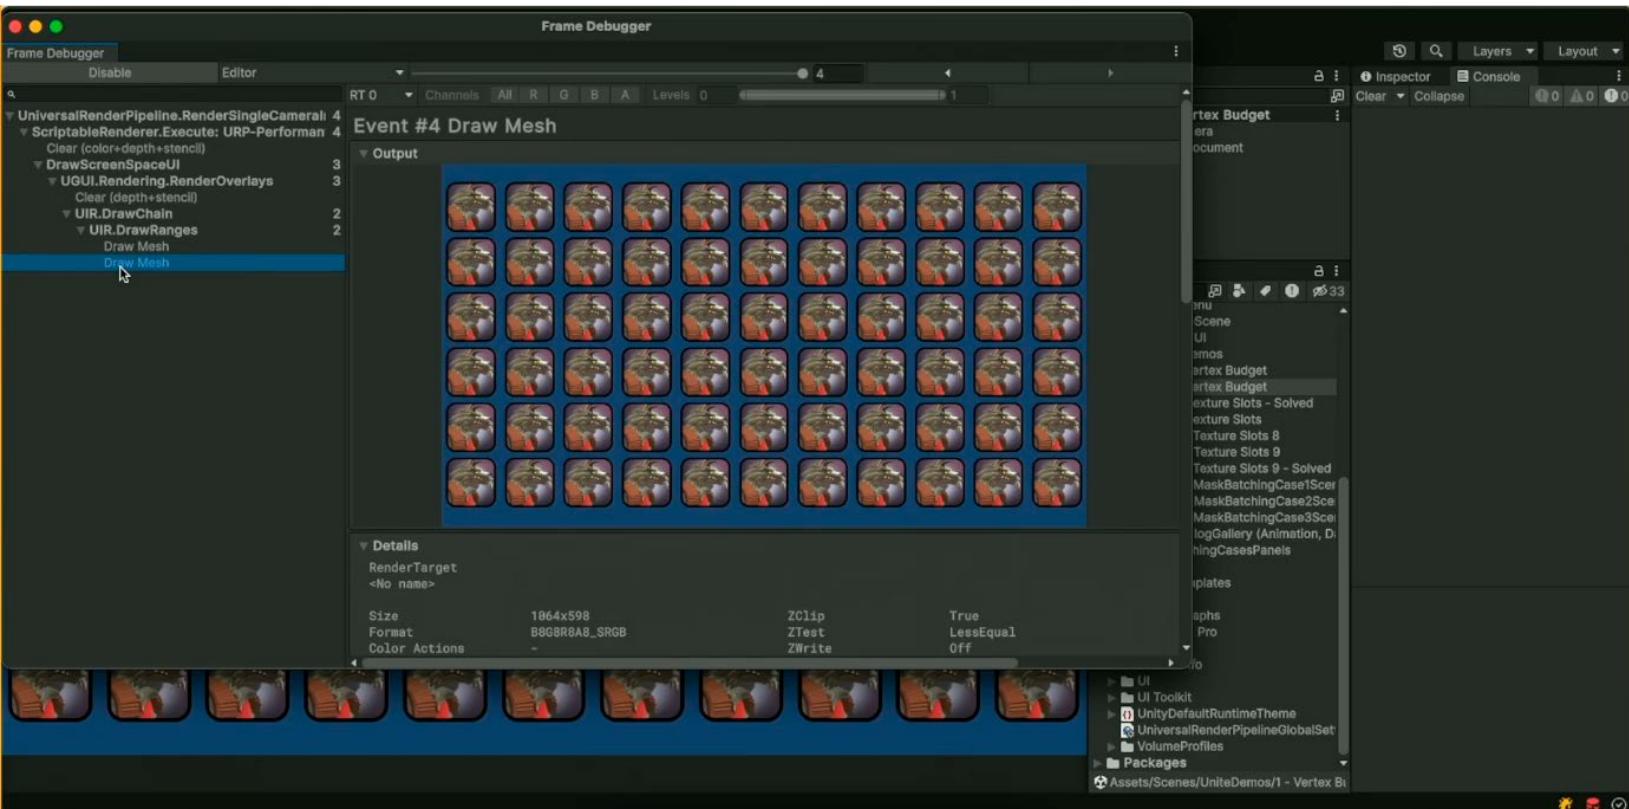 Frame Debugger
Frame Debugger
Disable
Editor
4
RT 0
Channels
All
R
G
B
A
Levels
0
1
UniversalRenderPipeline.RenderSingleCameraI 4
ScriptableRenderer.Execute: URP-Performan 4
Clear (color+depth+stencil)
DrawScreenSpaceUI 3
UGUI.Rendering.RenderOverlays 3
Clear (depth+stencil)
UIR.DrawChain 2
UIR.DrawRanges 2
Draw Mesh
Draw Mesh
Event #4 Draw Mesh
Output
Details
RenderTarget
<No name>
Size 1064x598 ZClip True
Format B8G8R8A8_SRGB ZTest LessEqual
Color Actions - ZWrite Off
Layers
Layout
Inspector
Console
Clear
Collapse
0
0
0
rtex Budget
era
ocument
33
enu
Scene
UI
emos
ertex Budget
ertex Budget
exture Slots - Solved
exture Slots
Texture Slots 8
Texture Slots 9
Texture Slots 9 - Solved
MaskBatchingCase1Scer
MaskBatchingCase2Sce
MaskBatchingCase3Sce
logGallery (Animation, D
hingCasesPanels
nplates
aphs
Pro
UI
UI Toolkit
UnityDefaultRuntimeTheme
UniversalRenderPipelineGlobalSet
VolumeProfiles
Packages
Assets/Scenes/UniteDemos/1 - Vertex Bu